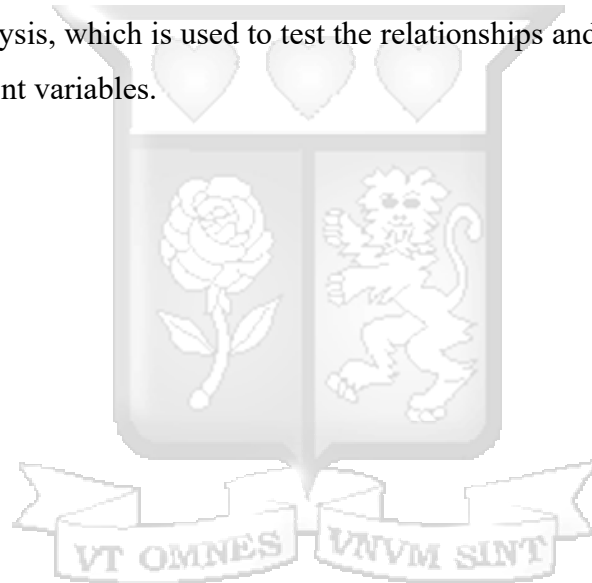 ysis, which is used to test the relationships and
nt variables.
VT OMNES VNVM SINT